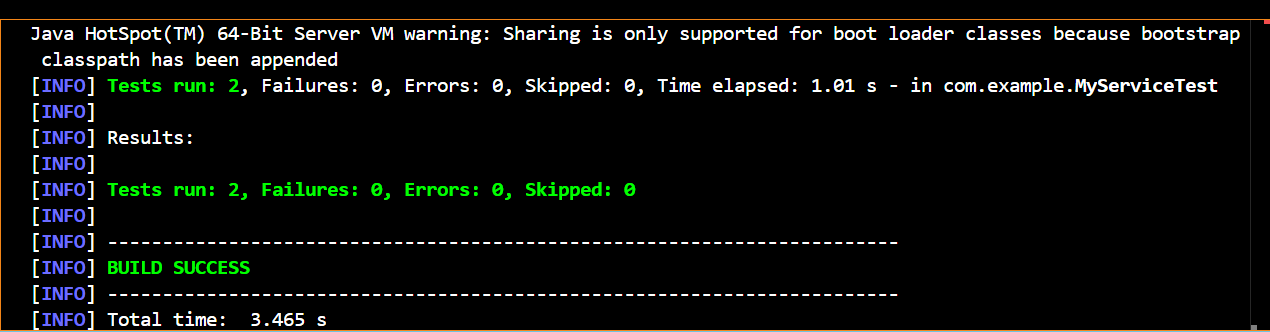 Java HotSpot(TM) 64-Bit Server VM warning: Sharing is only supported for boot loader classes because bootstrap
classpath has been appended
[INFO] Tests run: 2, Failures: 0, Errors: 0, Skipped: 0, Time elapsed: 1.01 s - in com.example.MyServiceTest
[INFO]
[INFO] Results:
[INFO]
[INFO] Tests run: 2, Failures: 0, Errors: 0, Skipped: 0
[INFO]
[INFO] ------------------------------------------------------------------------
[INFO] BUILD SUCCESS
[INFO] ------------------------------------------------------------------------
[INFO] Total time:  3.465 s